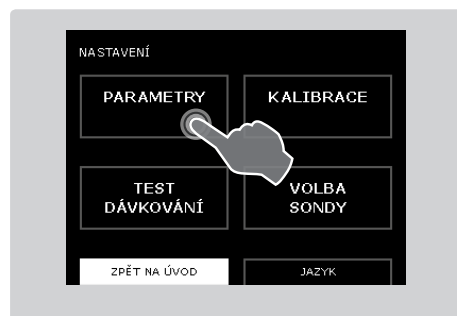 NASTAVENÍ
PARAMETRY
KALIBRACE
TEST
DÁVKOVÁNÍ
VOLBA
SONDY
ZPĚT NA ÚVOD
JAZYK